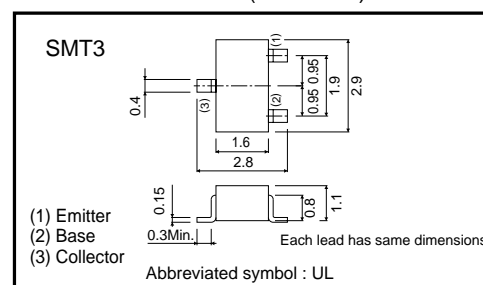 SMT3
(1)
(2)
(3)
0.4
0.95
0.95
1.9
2.9
1.6
2.8
0.15
0.3Min.
0.8
1.1
(1) Emitter
(2) Base
(3) Collector
Each lead has same dimensions
Abbreviated symbol : UL